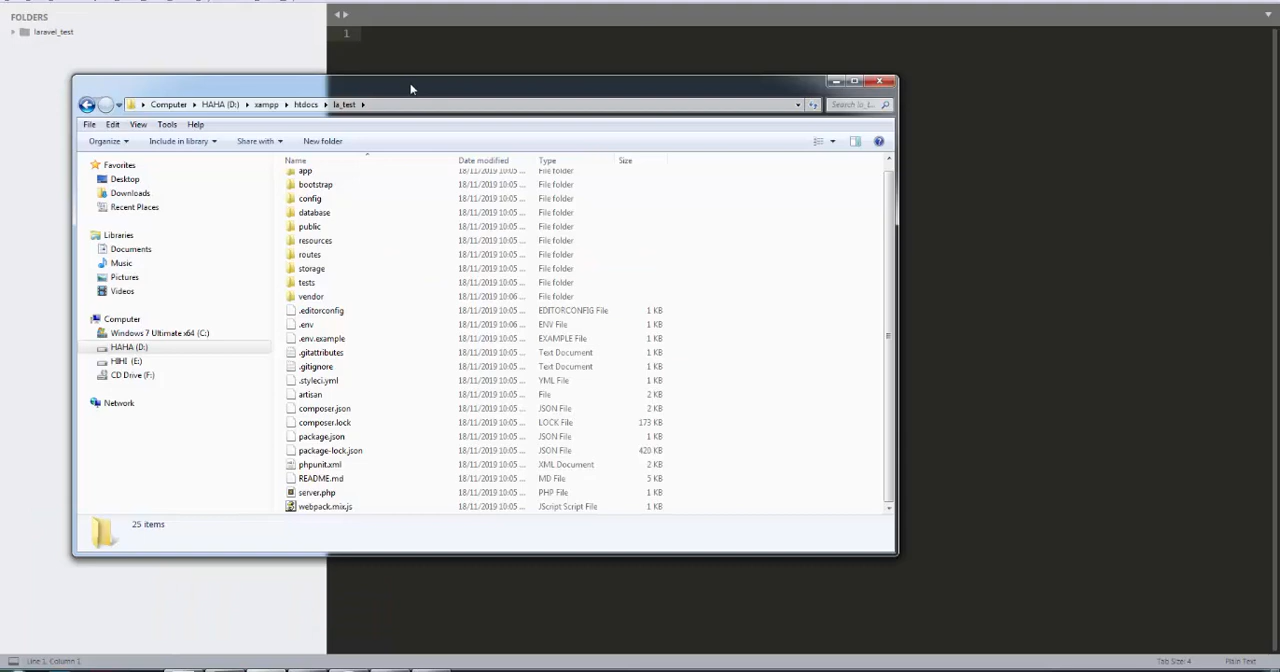 FOLDERS
laravel_test
1
Computer HAHA (D:) xampp htdocs la_test
Search la_t...
File Edit View Tools Help
Organize Include in library Share with New folder
Name Date modified Type Size
Favorites
Desktop
Downloads
Recent Places
Libraries
Documents
Music
Pictures
Videos
Computer
Windows 7 Ultimate x64 (C:)
HAHA (D:)
HIHI (E:)
CD Drive (F:)
Network
app 18/11/2019 10:05 ... File folder
bootstrap 18/11/2019 10:05 ... File folder
config 18/11/2019 10:05 ... File folder
database 18/11/2019 10:05 ... File folder
public 18/11/2019 10:05 ... File folder
resources 18/11/2019 10:05 ... File folder
routes 18/11/2019 10:05 ... File folder
storage 18/11/2019 10:05 ... File folder
tests 18/11/2019 10:05 ... File folder
vendor 18/11/2019 10:06 ... File folder
.editorconfig 18/11/2019 10:05 ... EDITORCONFIG File 1 KB
.env 18/11/2019 10:06 ... ENV File 1 KB
.env.example 18/11/2019 10:05 ... EXAMPLE File 1 KB
.gitattributes 18/11/2019 10:05 ... Text Document 1 KB
.gitignore 18/11/2019 10:05 ... Text Document 1 KB
.styleci.yml 18/11/2019 10:05 ... YML File 1 KB
artisan 18/11/2019 10:05 ... File 2 KB
composer.json 18/11/2019 10:05 ... JSON File 2 KB
composer.lock 18/11/2019 10:05 ... LOCK File 173 KB
package.json 18/11/2019 10:05 ... JSON File 1 KB
package-lock.json 18/11/2019 10:05 ... JSON File 420 KB
phpunit.xml 18/11/2019 10:05 ... XML Document 2 KB
README.md 18/11/2019 10:05 ... MD File 5 KB
server.php 18/11/2019 10:05 ... PHP File 1 KB
webpack.mix.js 18/11/2019 10:05 ... JScript Script File 1 KB
25 items
Line 1, Column 1
Tab Size: 4
Plain Text